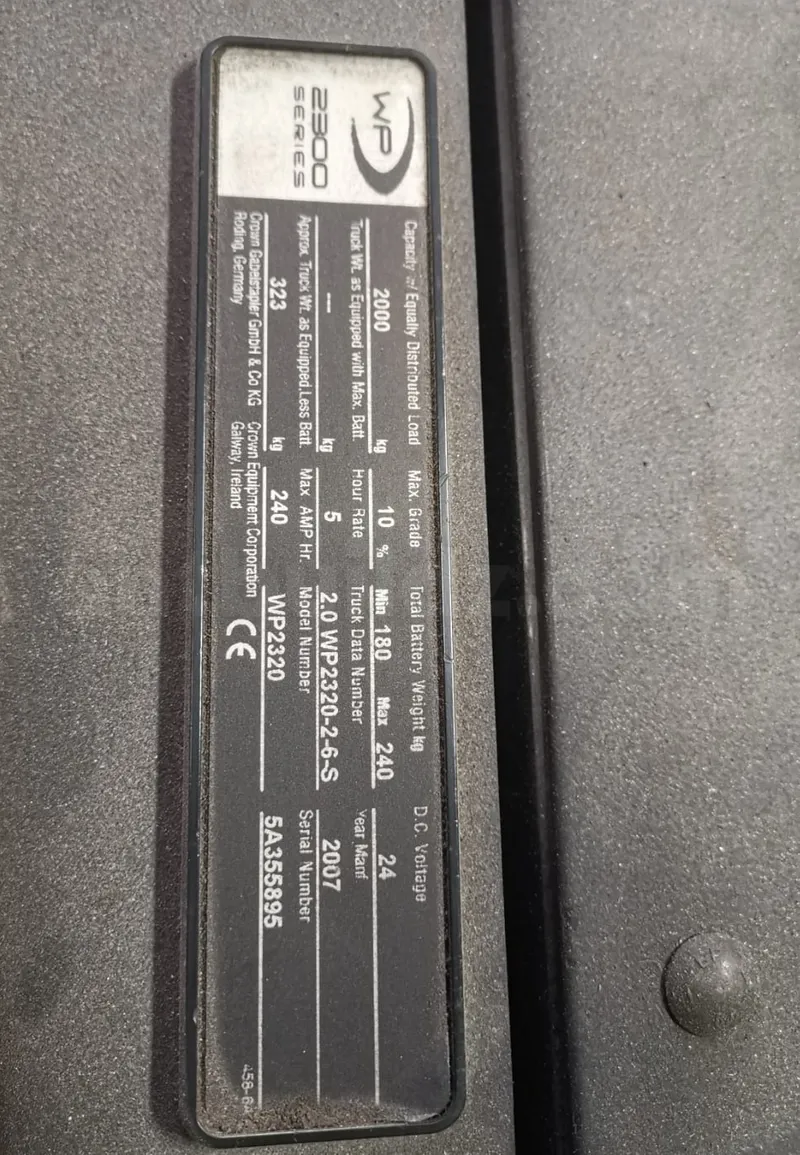 WP
2300
SERIES
Capacity w/ Equally Distributed Load Max. Grade Total Battery Weight kg D.C. Voltage
2000 kg 10 % Min 180 Max 240 24
Truck Wt. as Equipped with Max. Batt. Hour Rate Truck Data Number Year Manf
--- kg 5 2.0 WP2320-2-6-S 2007
Approx. Truck Wt. as Equipped.Less Batt. Max AMP Hr. Model Number Serial Number
323 kg 240 WP2320 5A355895
Crown Gabelstapler GmbH & Co KG Crown Equipment Corporation CE
Roding, Germany Galway, Ireland